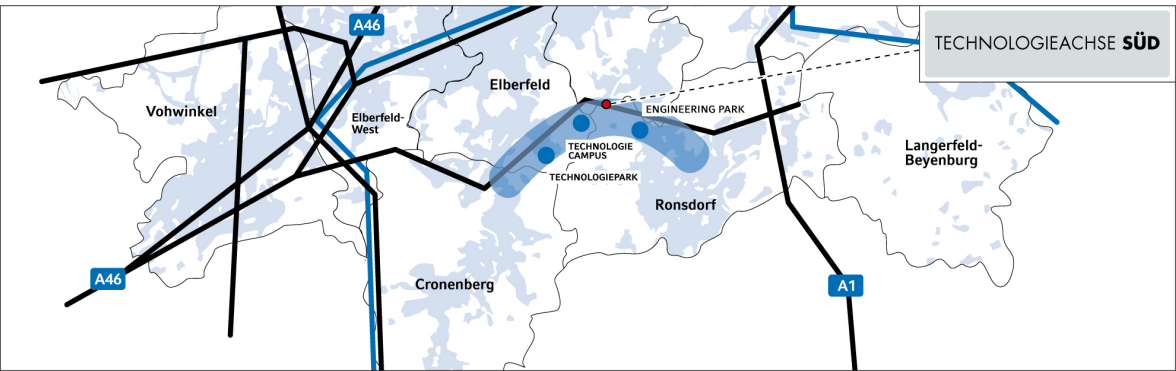 A46
TECHNOLOGIEACHSE SÜD
Vohwinkel
Elberfeld
Elberfeld-
West
ENGINEERING PARK
TECHNOLOGIE
CAMPUS
TECHNOLOGIEPARK
Langerfeld-
Beyenburg
Ronsdorf
A46
Cronenberg
A1